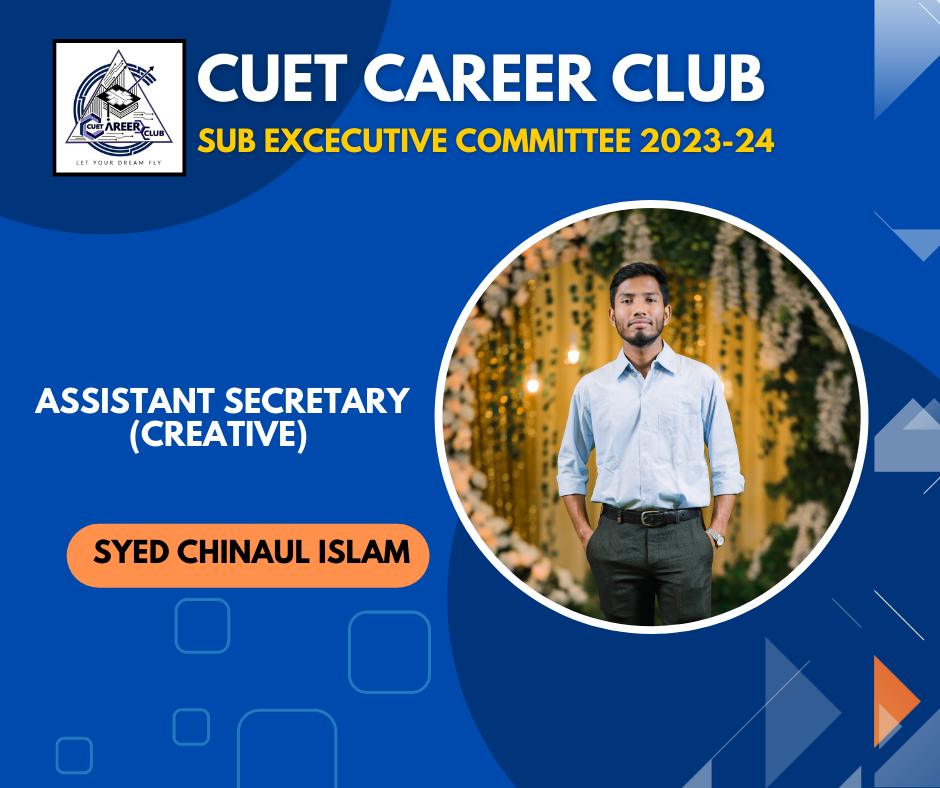 CUET CAREER CLUB
SUB EXCECUTIVE COMMITTEE 2023-24
CUET CAREER CLUB
LET YOUR DREAM FLY
ASSISTANT SECRETARY
(CREATIVE)
SYED CHINAUL ISLAM